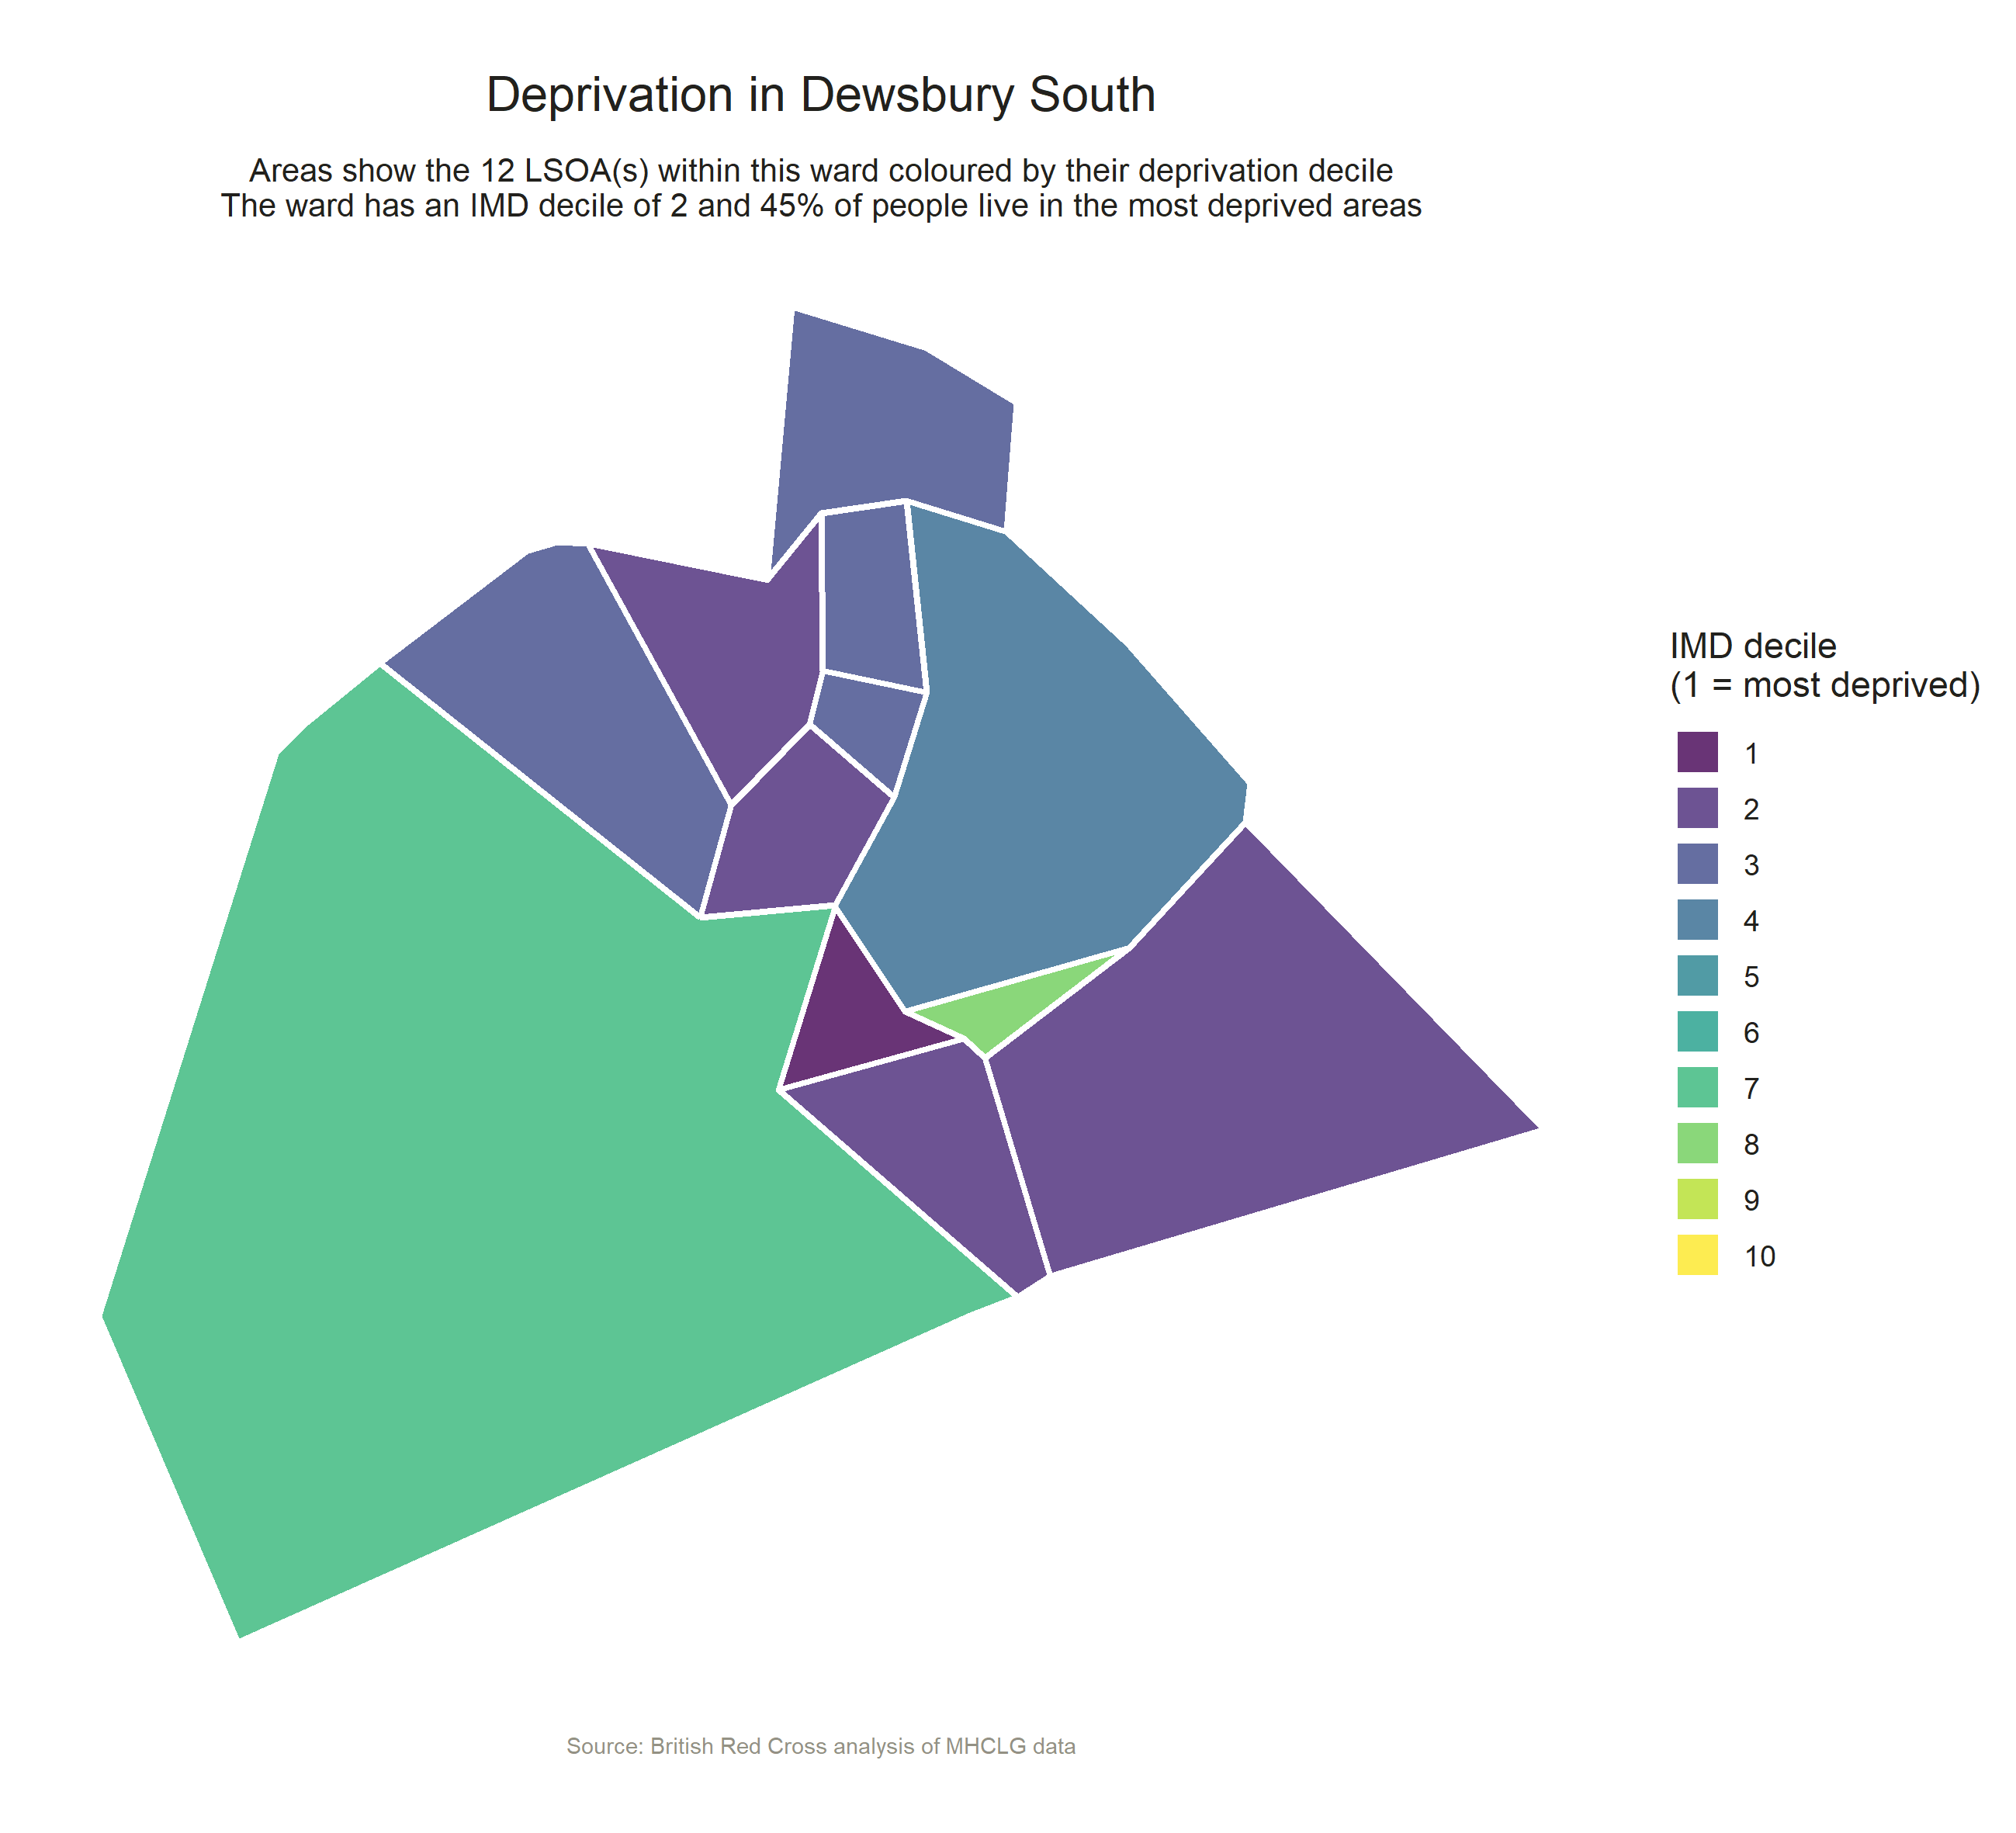 Deprivation in Dewsbury South
Areas show the 12 LSOA(s) within this ward coloured by their deprivation decile
The ward has an IMD decile of 2 and 45% of people live in the most deprived areas
IMD decile
(1 = most deprived)
1
2
3
4
5
6
7
8
9
10
Source: British Red Cross analysis of MHCLG data